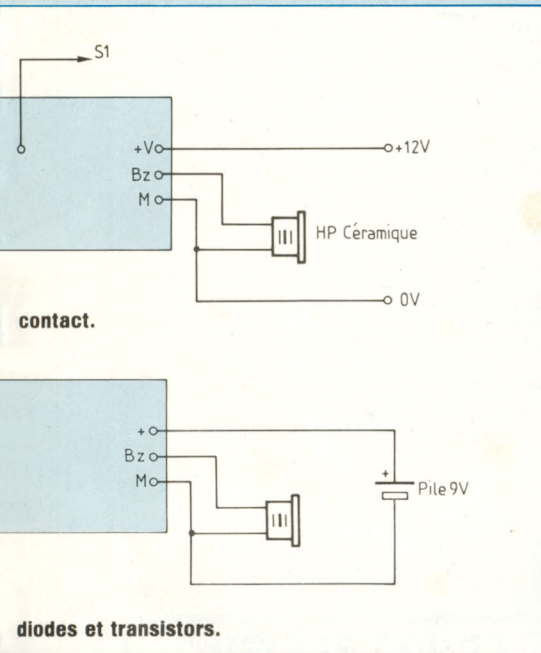 S1
+V
+12V
Bz
M
HP Céramique
0V
contact.
+
Bz
M
+
Pile 9V
diodes et transistors.